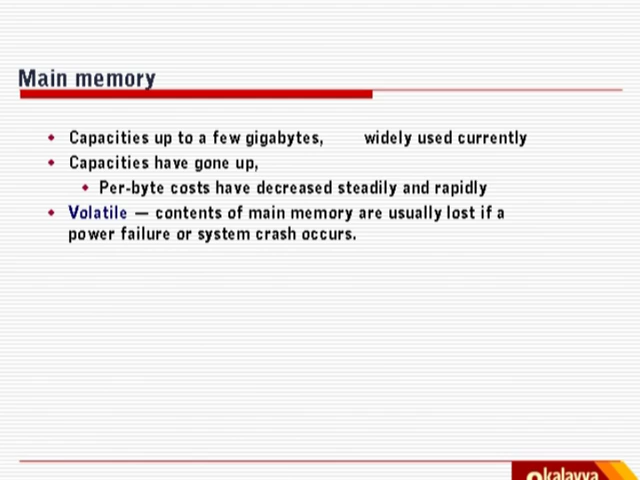 Main memory
Capacities up to a few gigabytes, widely used currently
Capacities have gone up,
Per-byte costs have decreased steadily and rapidly
Volatile — contents of main memory are usually lost if a
power failure or system crash occurs.